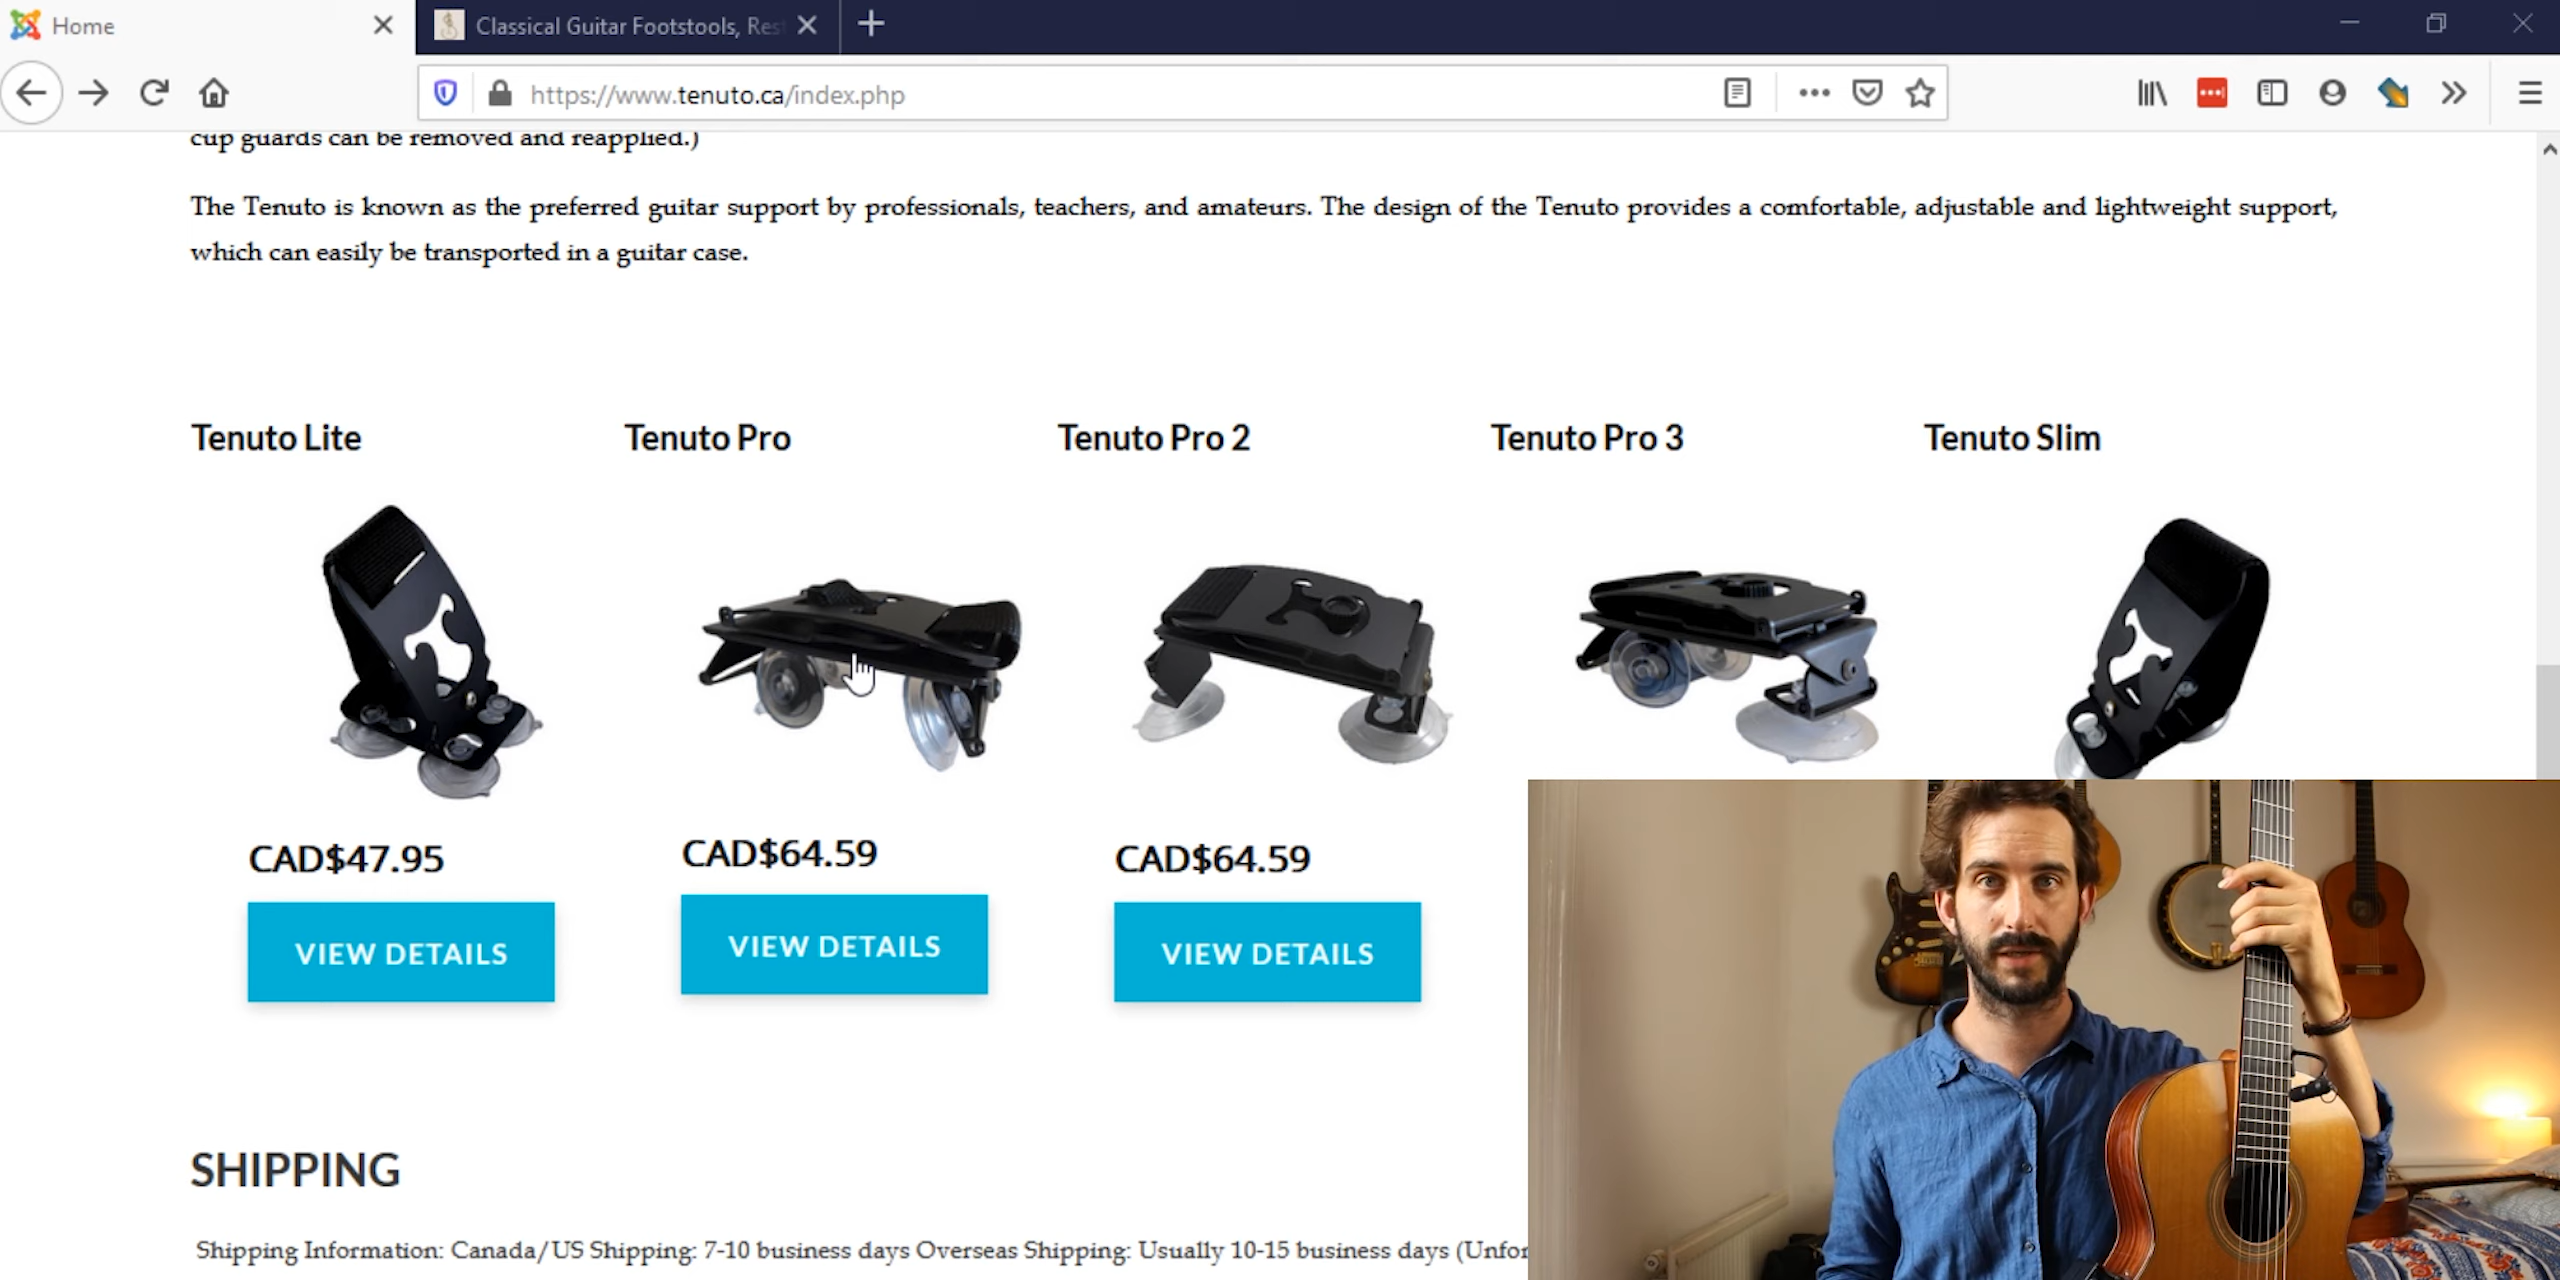 Home
Classical Guitar Footstools, Res
https://www.tenuto.ca/index.php
cup guards can be removed and reapplied.)
The Tenuto is known as the preferred guitar support by professionals, teachers, and amateurs. The design of the Tenuto provides a comfortable, adjustable and lightweight support,
which can easily be transported in a guitar case.
Tenuto Lite
Tenuto Pro
Tenuto Pro 2
Tenuto Pro 3
Tenuto Slim
CAD$47.95
CAD$64.59
CAD$64.59
VIEW DETAILS
VIEW DETAILS
VIEW DETAILS
SHIPPING
Shipping Information: Canada/US Shipping: 7-10 business days Overseas Shipping: Usually 10-15 business days (Unfor